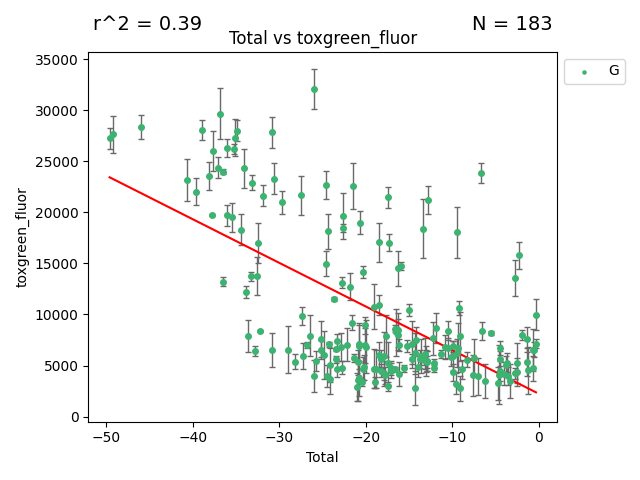 r^2 = 0.39
N = 183
Total vs toxgreen_fluor
G
35000
30000
25000
20000
15000
10000
5000
0
toxgreen_fluor
−50
−40
−30
−20
−10
0
Total